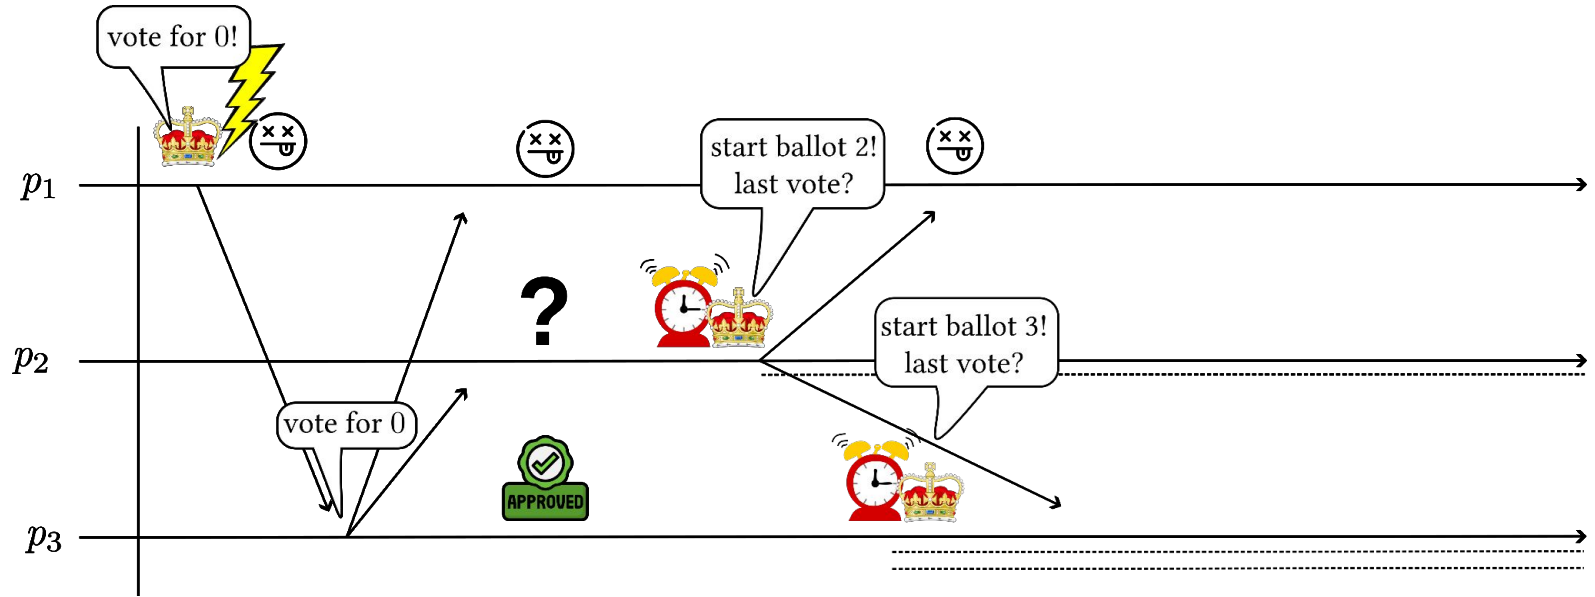 vote for 0!
p1
start ballot 2!
last vote?
?
start ballot 3!
last vote?
p2
vote for 0
APPROVED
p3